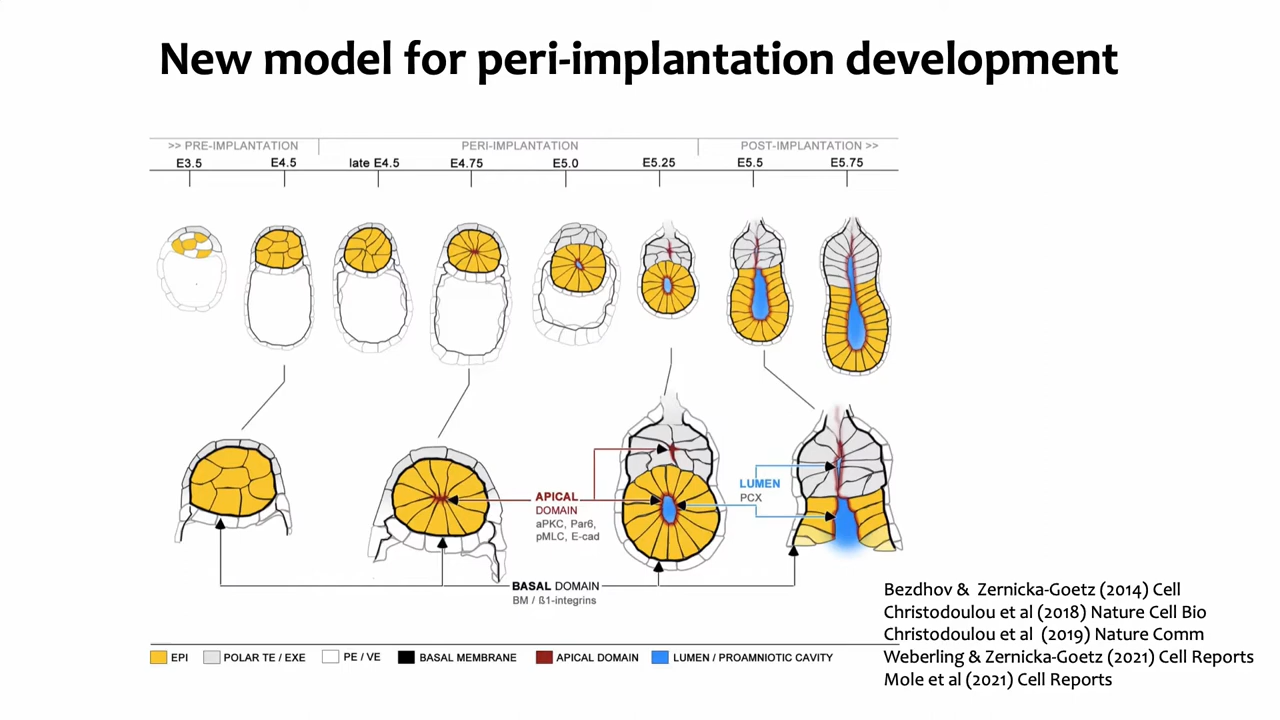 New model for peri-implantation development
>> PRE-IMPLANTATION PERI-IMPLANTATION POST-IMPLANTATION >>
E3.5 E4.5 late E4.5 E4.75 E5.0 E5.25 E5.5 E5.75
APICAL
DOMAIN
aPKC, Par6,
pMLC, E-cad
LUMEN
PCX
BASAL DOMAIN
BM / ß1-integrins
Bezdhov & Zernicka-Goetz (2014) Cell
Christodoulou et al (2018) Nature Cell Bio
Christodoulou et al (2019) Nature Comm
Weberling & Zernicka-Goetz (2021) Cell Reports
Mole et al (2021) Cell Reports
EPI POLAR TE / EXE PE / VE BASAL MEMBRANE APICAL DOMAIN LUMEN / PROAMNIOTIC CAVITY